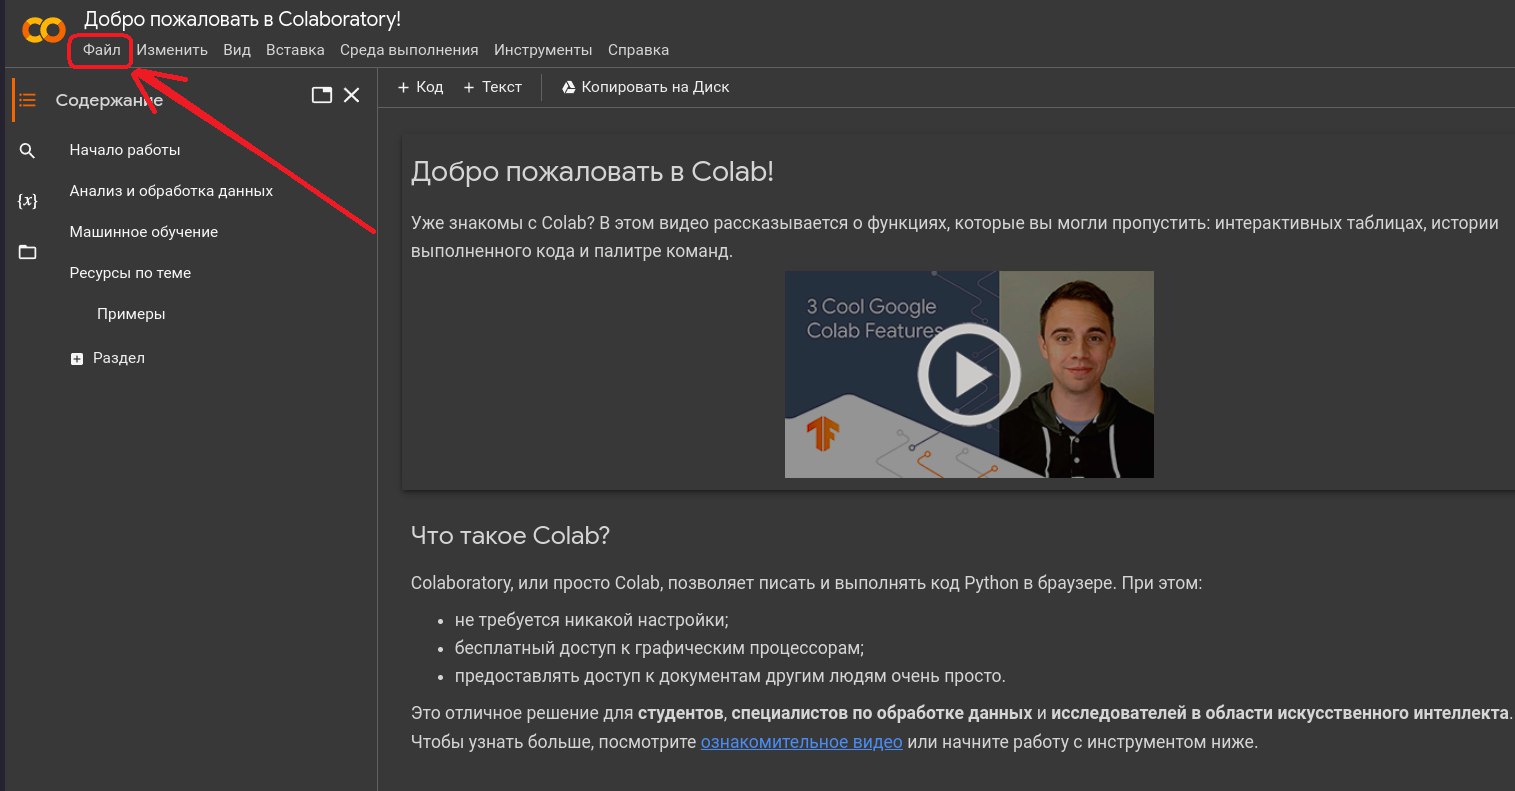 Добро пожаловать в Colaboratory!
Файл Изменить Вид Вставка Среда выполнения Инструменты Справка
Содержание
Начало работы
Анализ и обработка данных
{x}
Машинное обучение
Ресурсы по теме
Примеры
Раздел
+ Код + Текст Копировать на Диск
Добро пожаловать в Colab!
Уже знакомы с Colab? В этом видео рассказывается о функциях, которые вы могли пропустить: интерактивных таблицах, истории
выполненного кода и палитре команд.
3 Cool Google
Colab Features
Что такое Colab?
Colaboratory, или просто Colab, позволяет писать и выполнять код Python в браузере. При этом:
• не требуется никакой настройки;
• бесплатный доступ к графическим процессорам;
• предоставлять доступ к документам другим людям очень просто.
Это отличное решение для студентов, специалистов по обработке данных и исследователей в области искусственного интеллекта.
Чтобы узнать больше, посмотрите ознакомительное видео или начните работу с инструментом ниже.